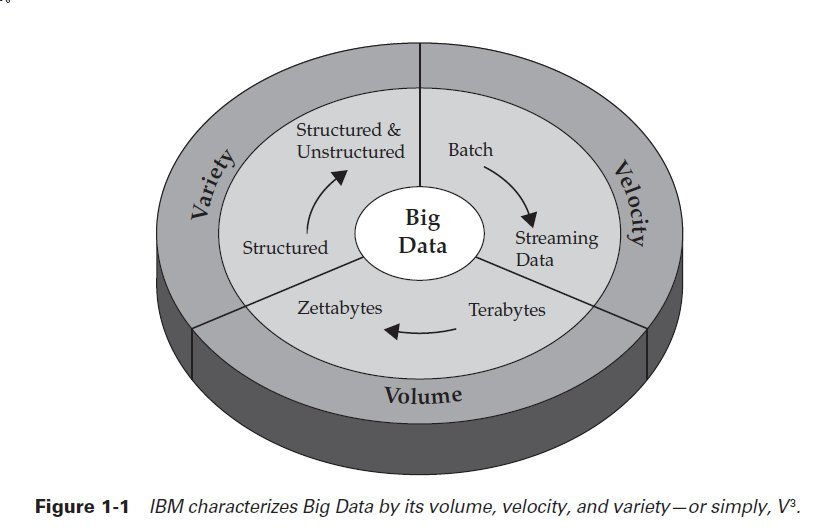 Structured &
Unstructured
Batch
Variety
Velocity
Big
Data
Structured
Streaming
Data
Zettabytes
Terabytes
Volume
Figure 1-1 IBM characterizes Big Data by its volume, velocity, and variety—or simply, V³.